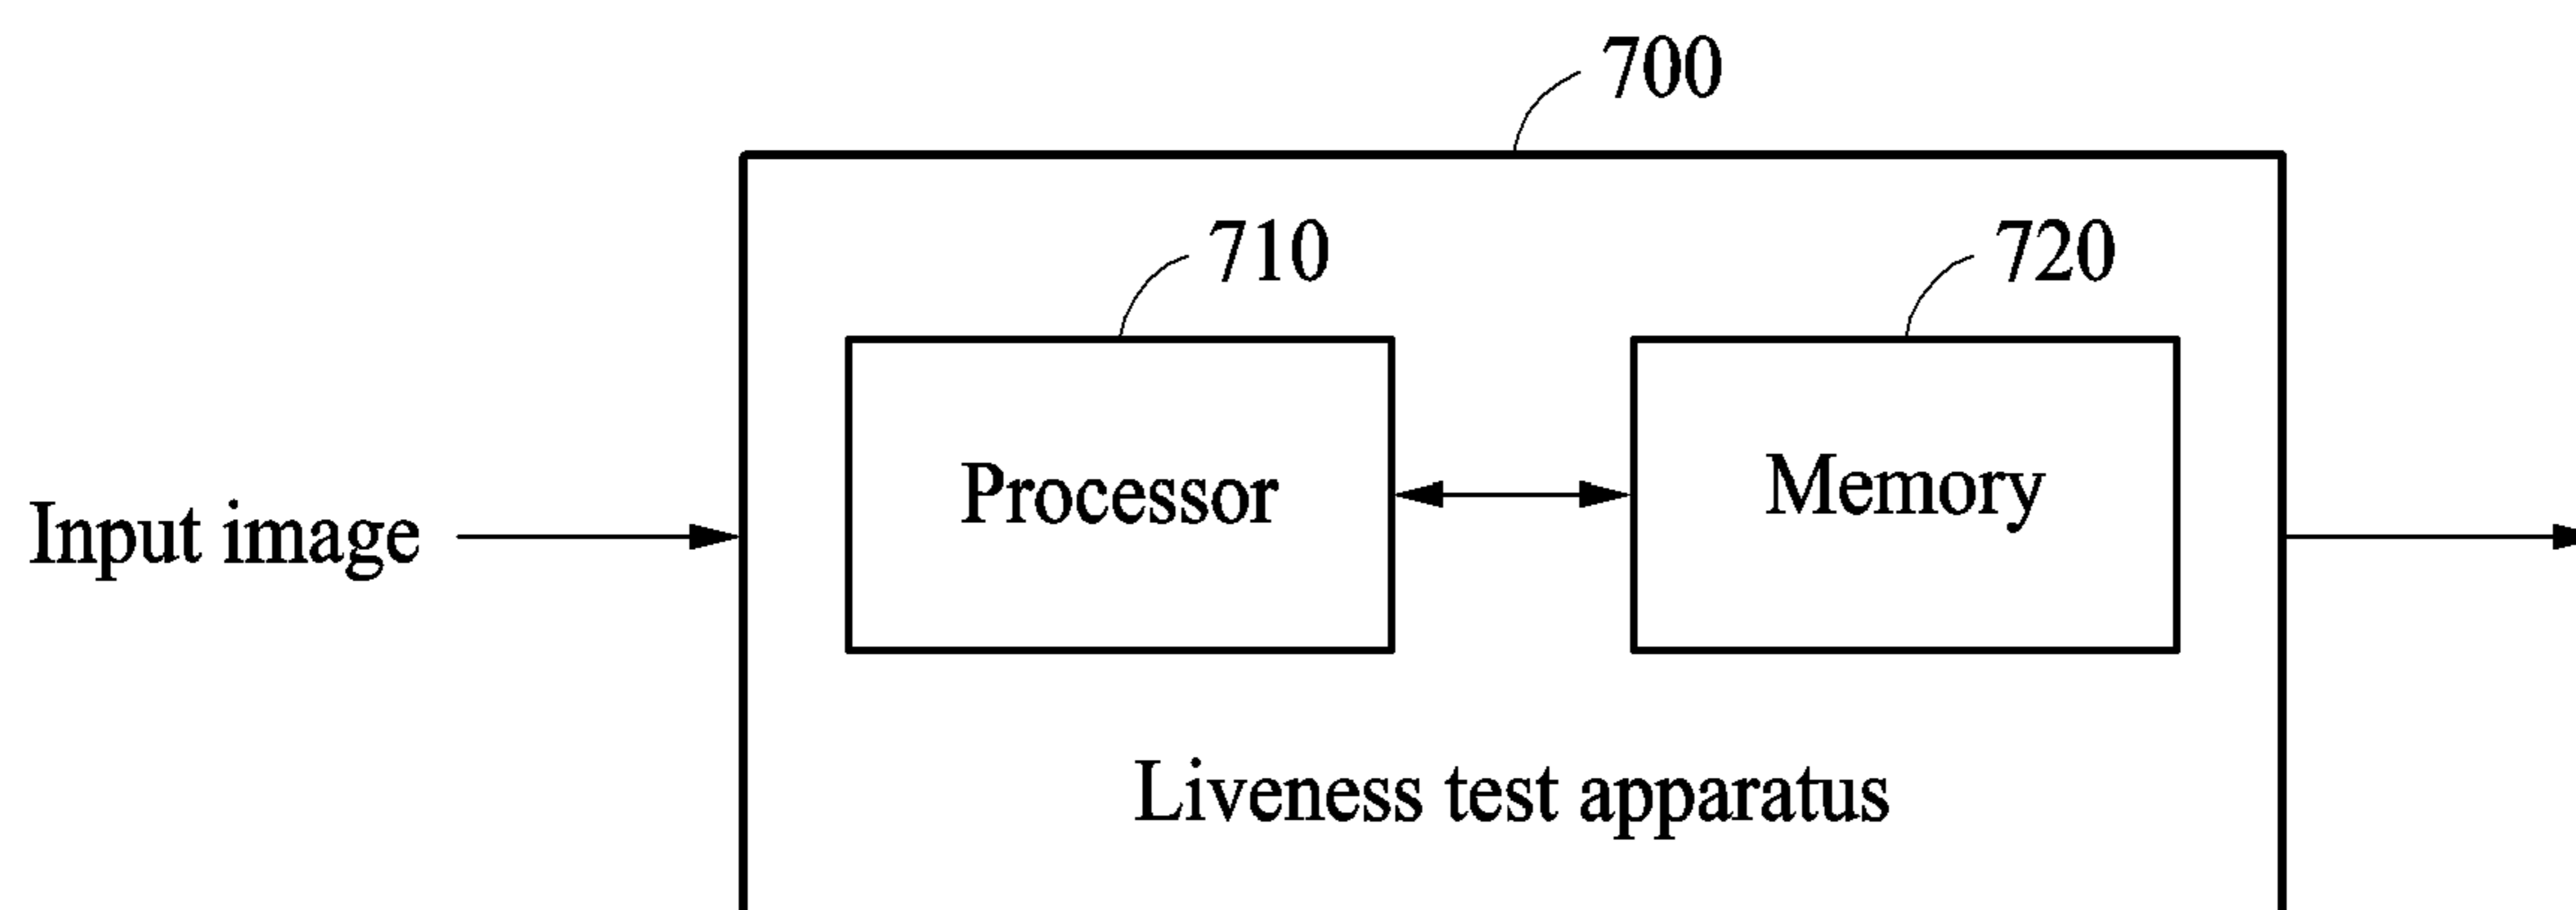 700
710
720
Processor
Memory
Input image
Liveness test apparatus